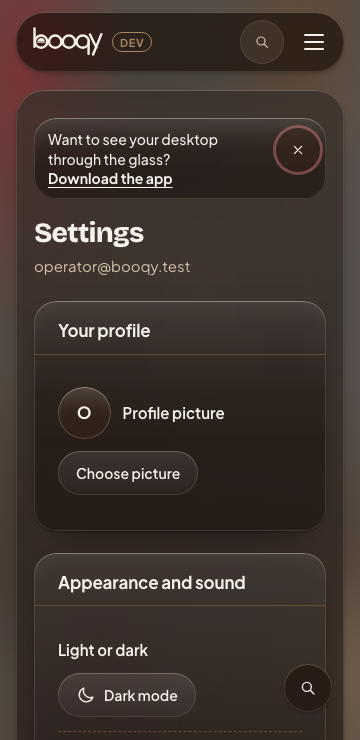 booqy DEV
Want to see your desktop
through the glass?
Download the app
Settings
operator@booqy.test
Your profile
O Profile picture
Choose picture
Appearance and sound
Light or dark
Dark mode